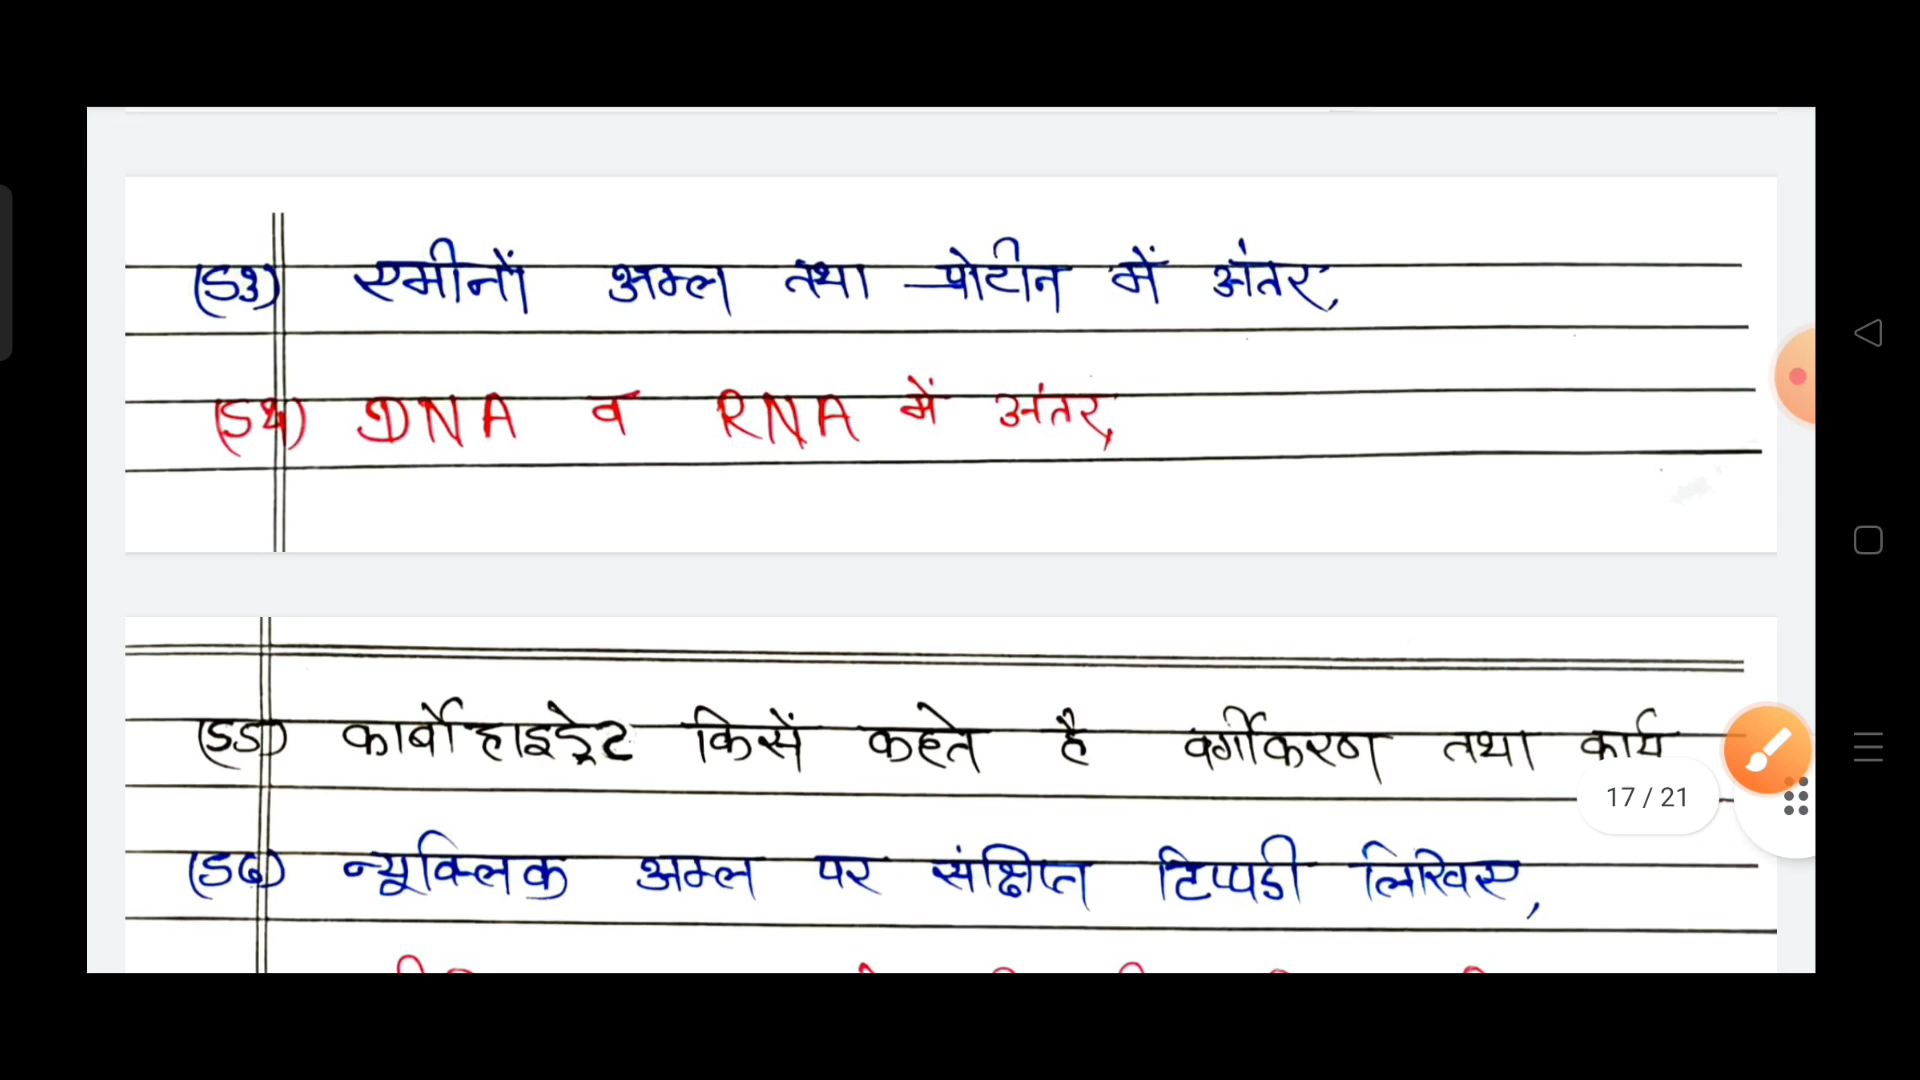 (53) एमीनों अम्ल तथा प्रोटीन में अंतर,
(54) DNA व RNA में अंतर,
(55) कार्बोहाइड्रेट किसें कहते है वर्गीकरण तथा कार्य
17 / 21
(56) न्यूक्लिक अम्ल पर संक्षिप्त टिप्पडी लिखिए,